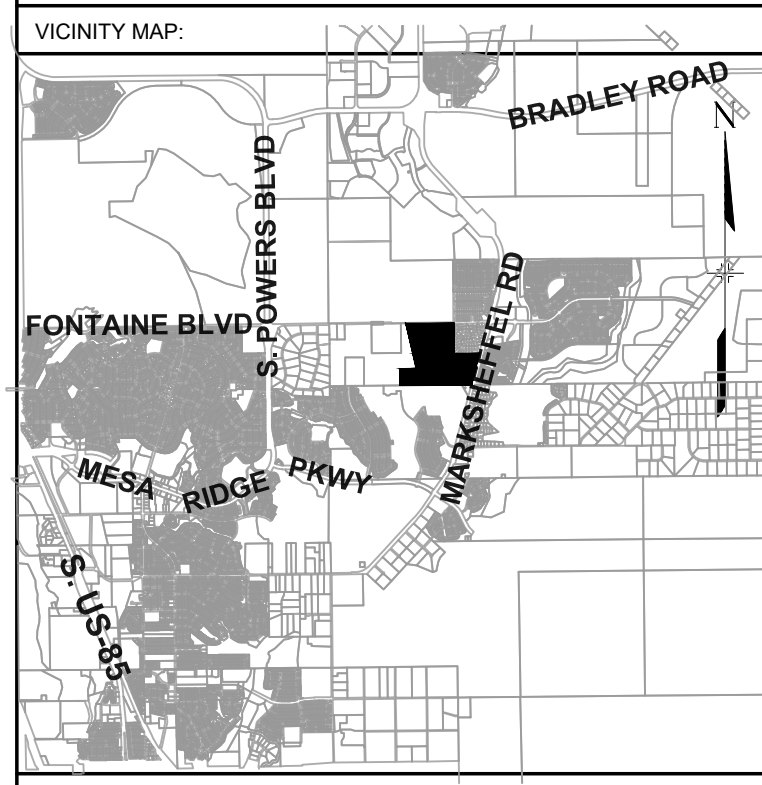 VICINITY MAP:
BRADLEY ROAD
N
S. POWERS BLVD
MARKSHEFFEL RD
FONTAINE BLVD
MESA RIDGE PKWY
S. US-85